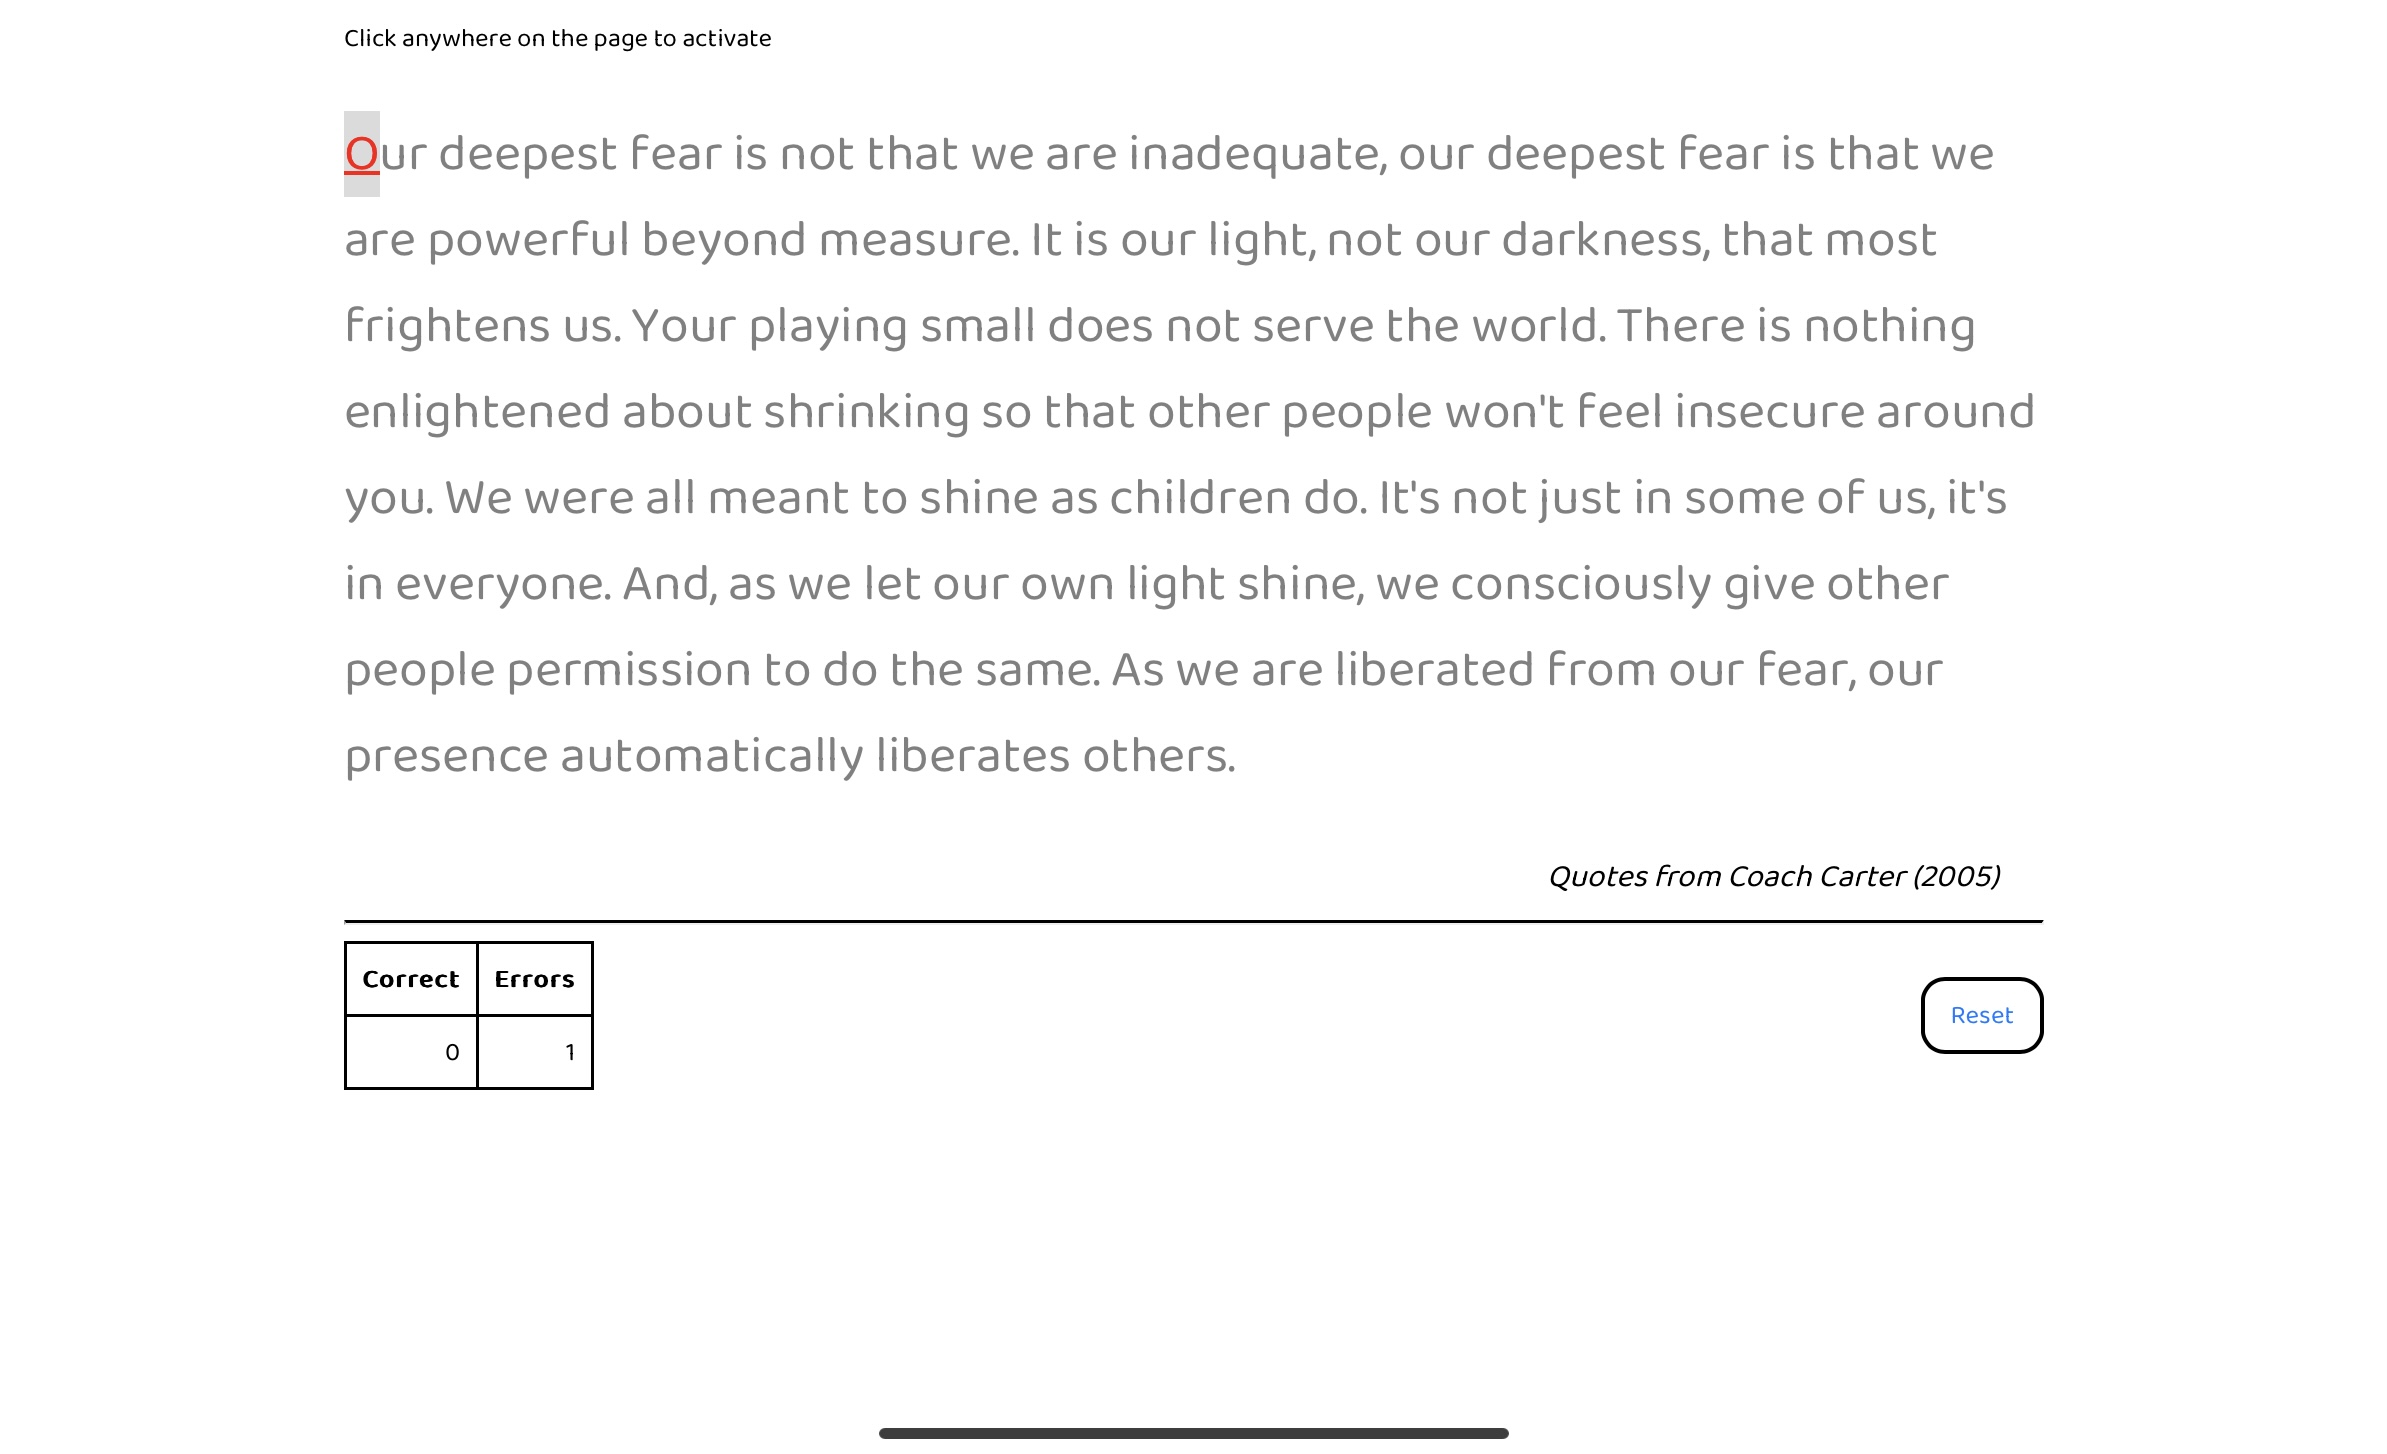 Click anywhere on the page to activate
Our deepest fear is not that we are inadequate, our deepest fear is that we
are powerful beyond measure. It is our light, not our darkness, that most
frightens us. Your playing small does not serve the world. There is nothing
enlightened about shrinking so that other people won't feel insecure around
you. We were all meant to shine as children do. It's not just in some of us, it's
in everyone. And, as we let our own light shine, we consciously give other
people permission to do the same. As we are liberated from our fear, our
presence automatically liberates others.
Quotes from Coach Carter (2005)
Correct Errors
0 1
Reset